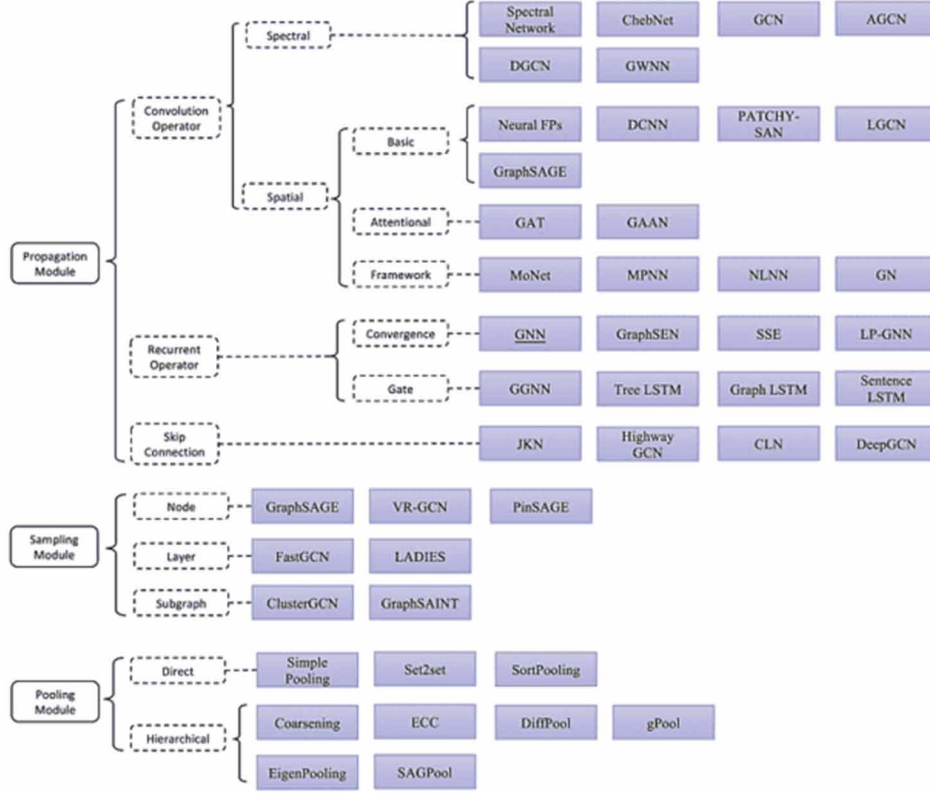 Spectral
Network
ChebNet
GCN
AGCN
Spectral
DGCN
GWNN
Convolution
Operator
Neural FPs
DCNN
PATCHY-
SAN
LGCN
Basic
GraphSAGE
Spatial
Attentional
GAT
GAAN
Propagation
Module
Framework
MoNet
MPNN
NLNN
GN
Convergence
GNN
GraphSEN
SSE
LP-GNN
Recurrent
Operator
Gate
GGNN
Tree LSTM
Graph LSTM
Sentence
LSTM
Skip
Connection
JKN
Highway
GCN
CLN
DeepGCN
Node
GraphSAGE
VR-GCN
PinSAGE
Sampling
Module
Layer
FastGCN
LADIES
Subgraph
ClusterGCN
GraphSAINT
Direct
Simple
Pooling
Set2set
SortPooling
Pooling
Module
Hierarchical
Coarsening
ECC
DiffPool
gPool
EigenPooling
SAGPool